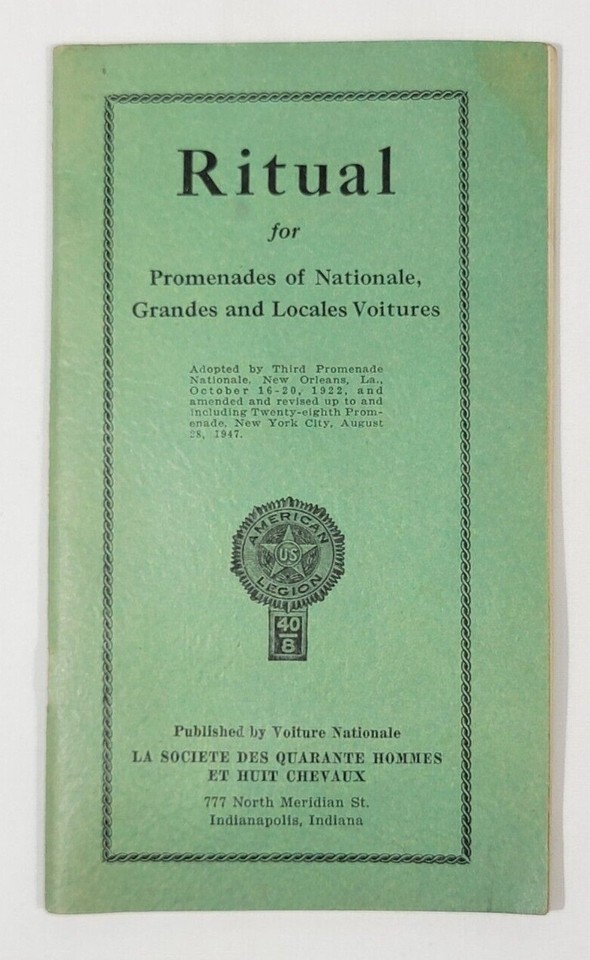 Ritual
for
Promenades of Nationale,
Grandes and Locales Voitures
Adopted by Third Promenade
Nationale, New Orleans, La.,
October 16-20, 1922, and
amended and revised up to and
including Twenty-eighth Prom-
enade, New York City, August
28, 1947.
AMERICAN
US
LEGION
40
8
Published by Voiture Nationale
LA SOCIETE DES QUARANTE HOMMES
ET HUIT CHEVAUX
777 North Meridian St.
Indianapolis, Indiana